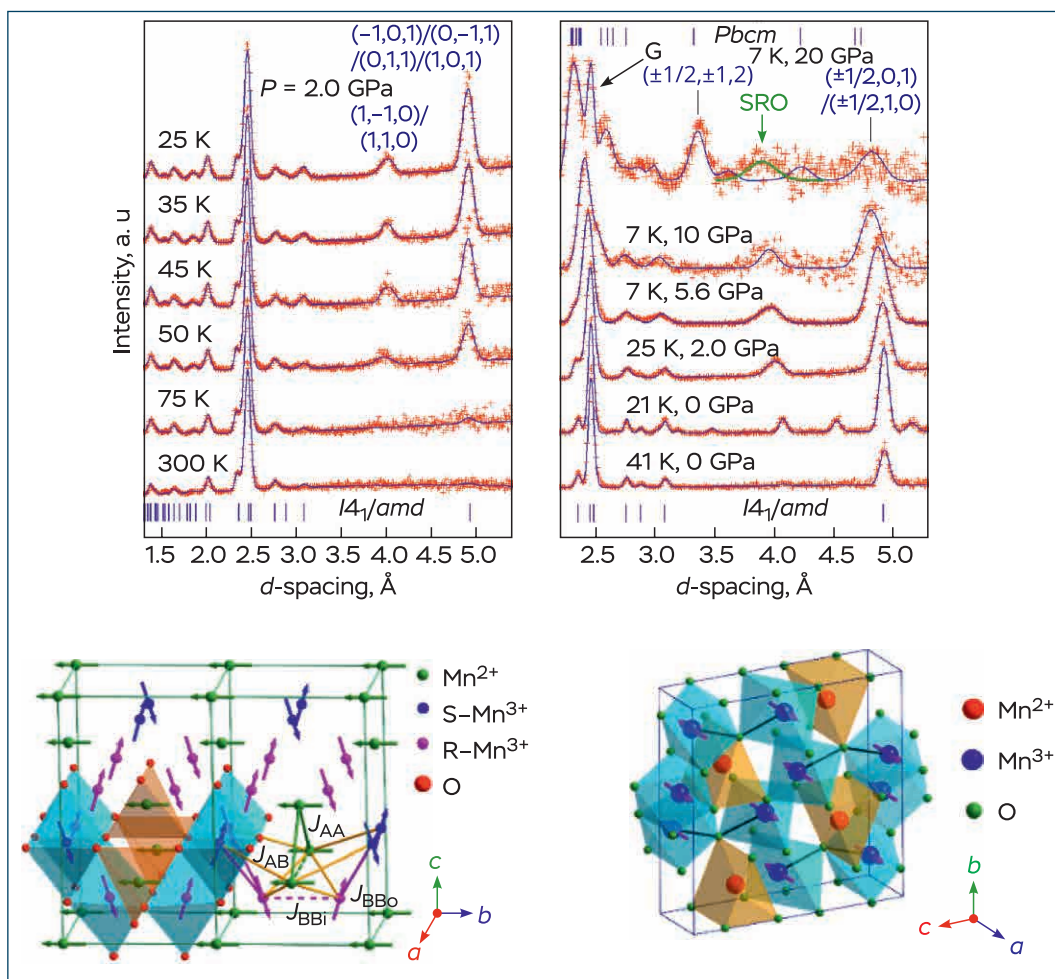 Intensity, a. u
(–1,0,1)/(0,–1,1)
/(0,1,1)/(1,0,1)
P = 2.0 GPa
(1,–1,0)/
(1,1,0)
25 K
35 K
45 K
50 K
75 K
300 K
I4₁/amd
1.5 2.0 2.5 3.0 3.5 4.0 4.5 5.0
d-spacing, Å
Pbcm
7 K, 20 GPa
G
(±1/2,±1,2)
(±1/2,0,1)
/(±1/2,1,0)
SRO
7 K, 10 GPa
7 K, 5.6 GPa
25 K, 2.0 GPa
21 K, 0 GPa
41 K, 0 GPa
I4₁/amd
2.5 3.0 3.5 4.0 4.5 5.0
d-spacing, Å
Mn²⁺
S–Mn³⁺
R–Mn³⁺
O
J_AA
J_AB
J_BBo
J_BBi
c
b
a
Mn²⁺
Mn³⁺
O
b
c
a